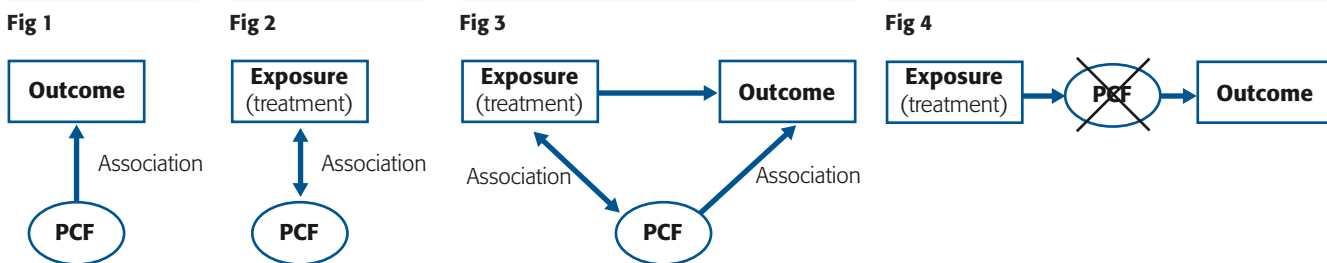 Fig 1
Outcome
Association
PCF
Fig 2
Exposure
(treatment)
Association
PCF
Fig 3
Exposure
(treatment)
Outcome
Association
Association
PCF
Fig 4
Exposure
(treatment)
PCF
Outcome